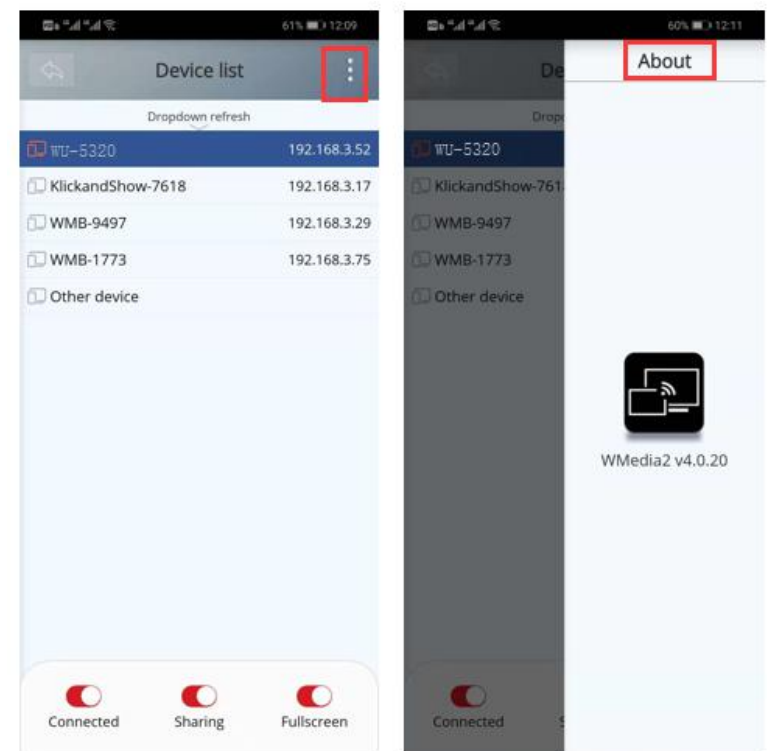 61% 12:09
Device list
Dropdown refresh
WU-5320 192.168.3.52
KlickandShow-7618 192.168.3.17
WMB-9497 192.168.3.29
WMB-1773 192.168.3.75
Other device
Connected Sharing Fullscreen
60% 12:11
De About
Drop
WU-5320
KlickandShow-761
WMB-9497
WMB-1773
Other device
WMedia2 v4.0.20
Connected S